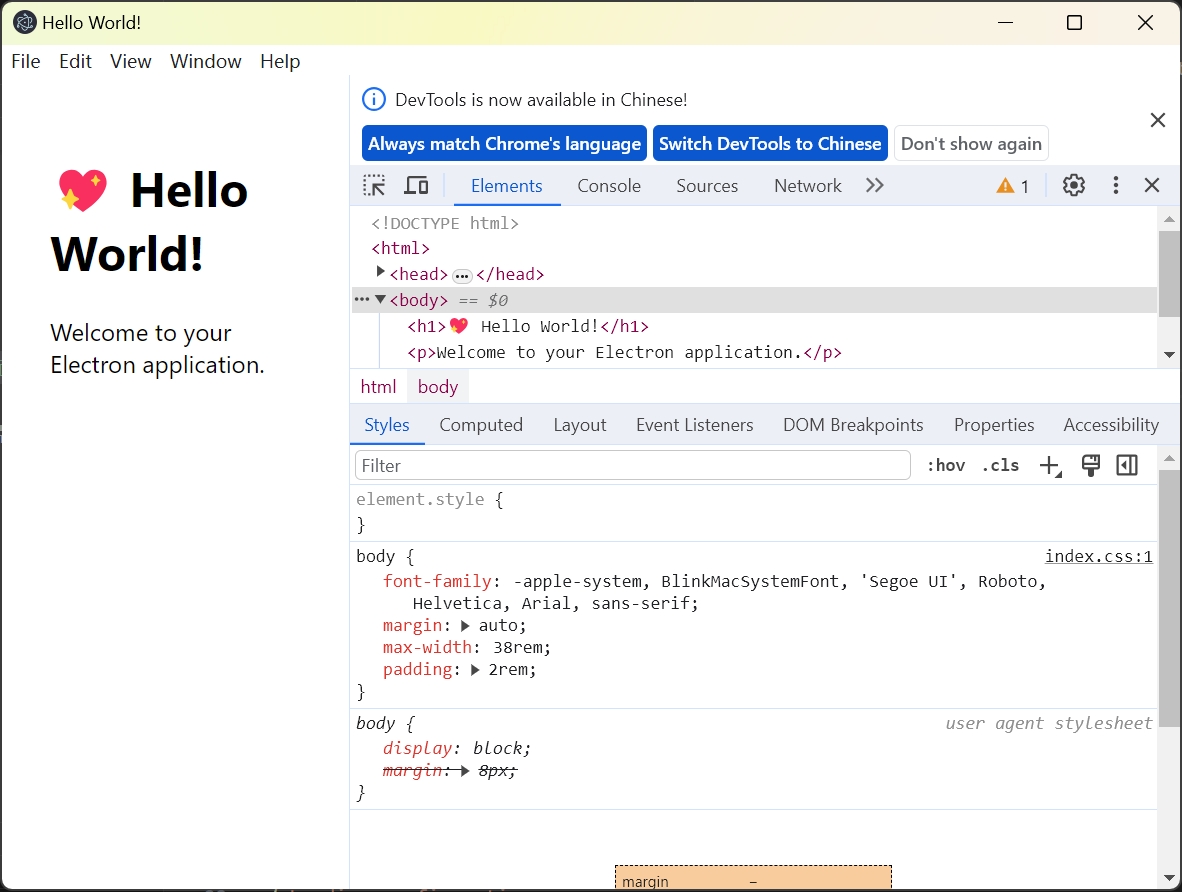 Hello World!
File Edit View Window Help
DevTools is now available in Chinese!
Always match Chrome's language Switch DevTools to Chinese Don't show again
💖 Hello
World!
Welcome to your
Electron application.
Elements Console Sources Network 1
<!DOCTYPE html>
<html>
<head> … </head>
… <body> == $0
<h1>💖 Hello World!</h1>
<p>Welcome to your Electron application.</p>
html body
Styles Computed Layout Event Listeners DOM Breakpoints Properties Accessibility
Filter :hov .cls
element.style {
}
body { index.css:1
font-family: -apple-system, BlinkMacSystemFont, 'Segoe UI', Roboto,
Helvetica, Arial, sans-serif;
margin: auto;
max-width: 38rem;
padding: 2rem;
}
body { user agent stylesheet
display: block;
margin: 8px;
}
margin –